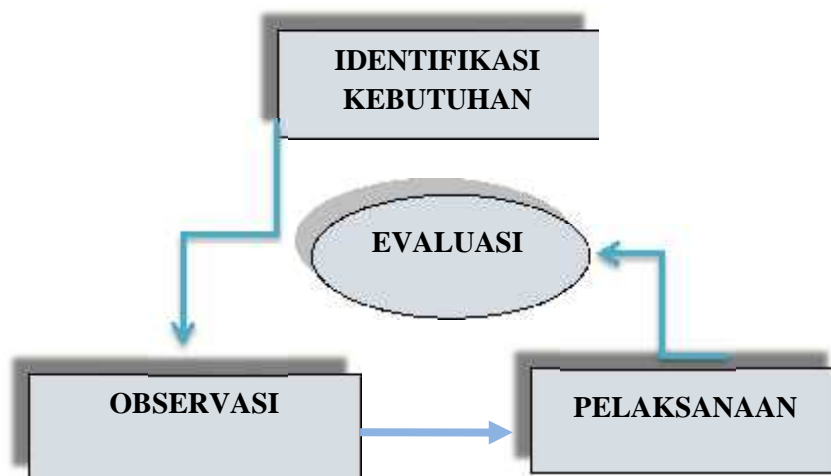 IDENTIFIKASI
KEBUTUHAN
EVALUASI
OBSERVASI
PELAKSANAAN